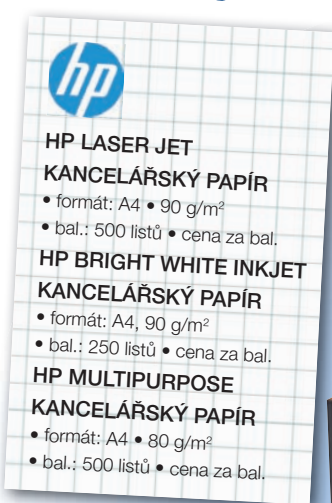 hp
HP LASER JET
KANCELÁŘSKÝ PAPÍR
• formát: A4 • 90 g/m²
• bal.: 500 listů • cena za bal.
HP BRIGHT WHITE INKJET
KANCELÁŘSKÝ PAPÍR
• formát: A4, 90 g/m²
• bal.: 250 listů • cena za bal.
HP MULTIPURPOSE
KANCELÁŘSKÝ PAPÍR
• formát: A4 • 80 g/m²
• bal.: 500 listů • cena za bal.